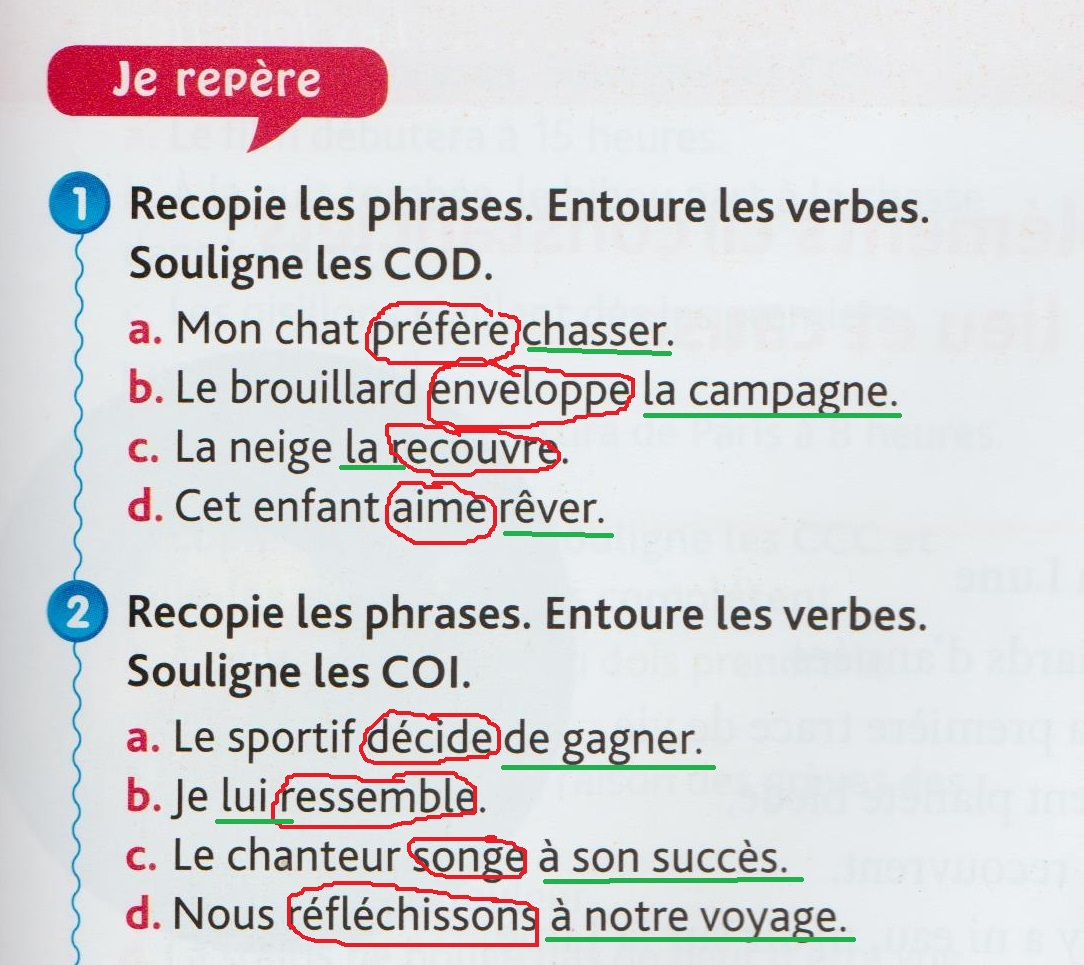 Je repère
1 Recopie les phrases. Entoure les verbes.
Souligne les COD.
a. Mon chat préfère chasser.
b. Le brouillard enveloppe la campagne.
c. La neige la recouvre.
d. Cet enfant aime rêver.
2 Recopie les phrases. Entoure les verbes.
Souligne les COI.
a. Le sportif décide de gagner.
b. Je lui ressemble.
c. Le chanteur songe à son succès.
d. Nous réfléchissons à notre voyage.